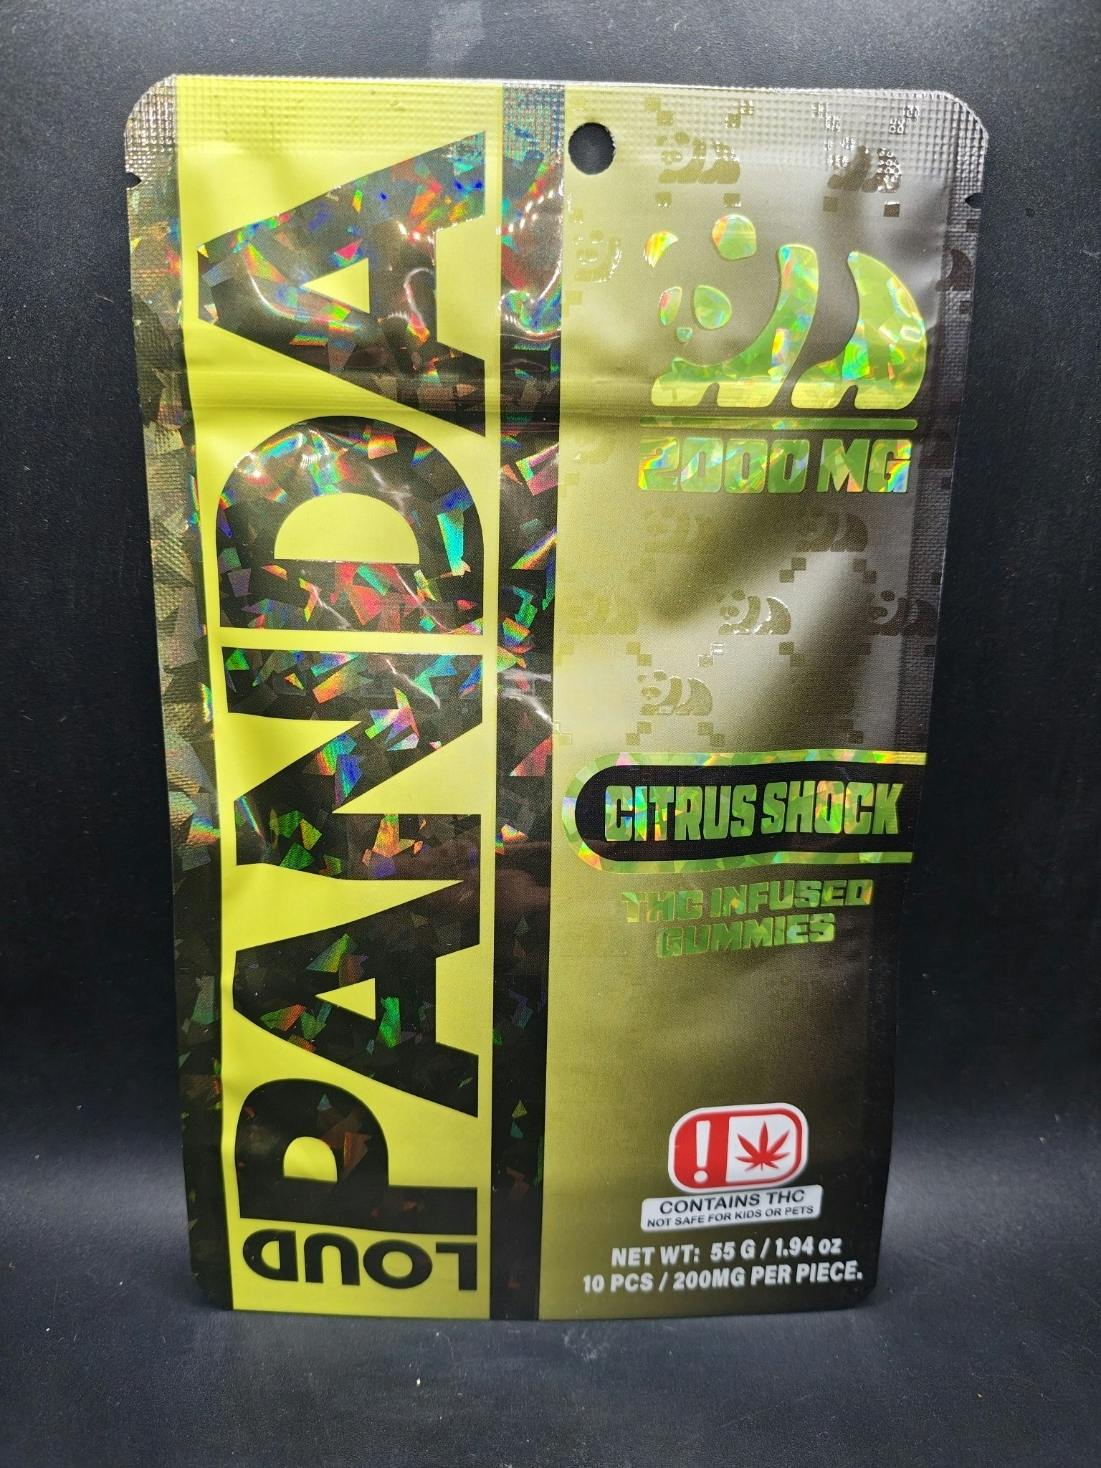 LOUD
PANDA
2000 MG
CITRUS SHOCK
THC INFUSED
GUMMIES
!
CONTAINS THC
NOT SAFE FOR KIDS OR PETS
NET WT: 55 G / 1.94 oz
10 PCS / 200MG PER PIECE.